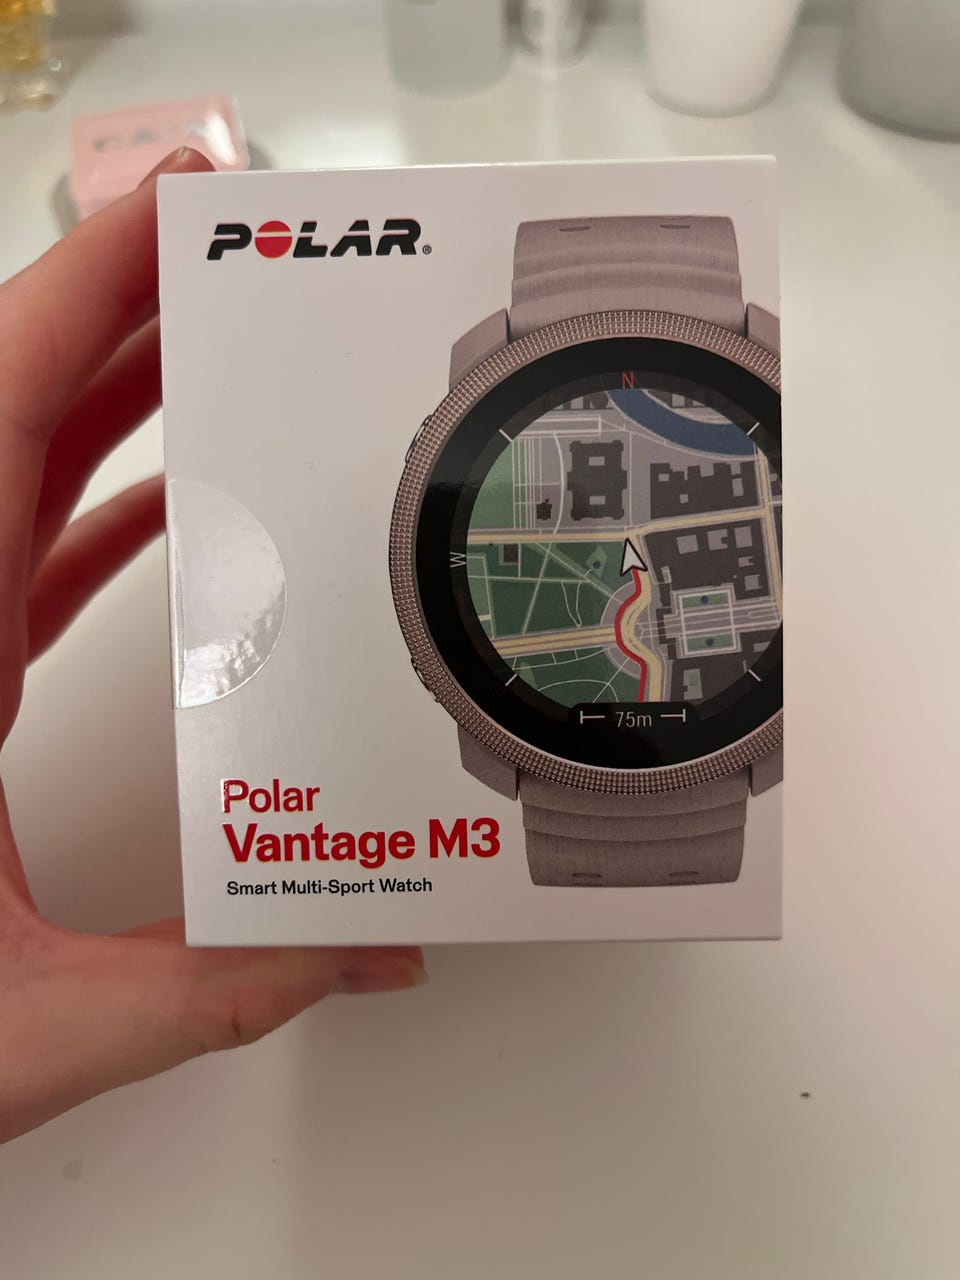 POLAR®
N
W
75m
Polar
Vantage M3
Smart Multi-Sport Watch